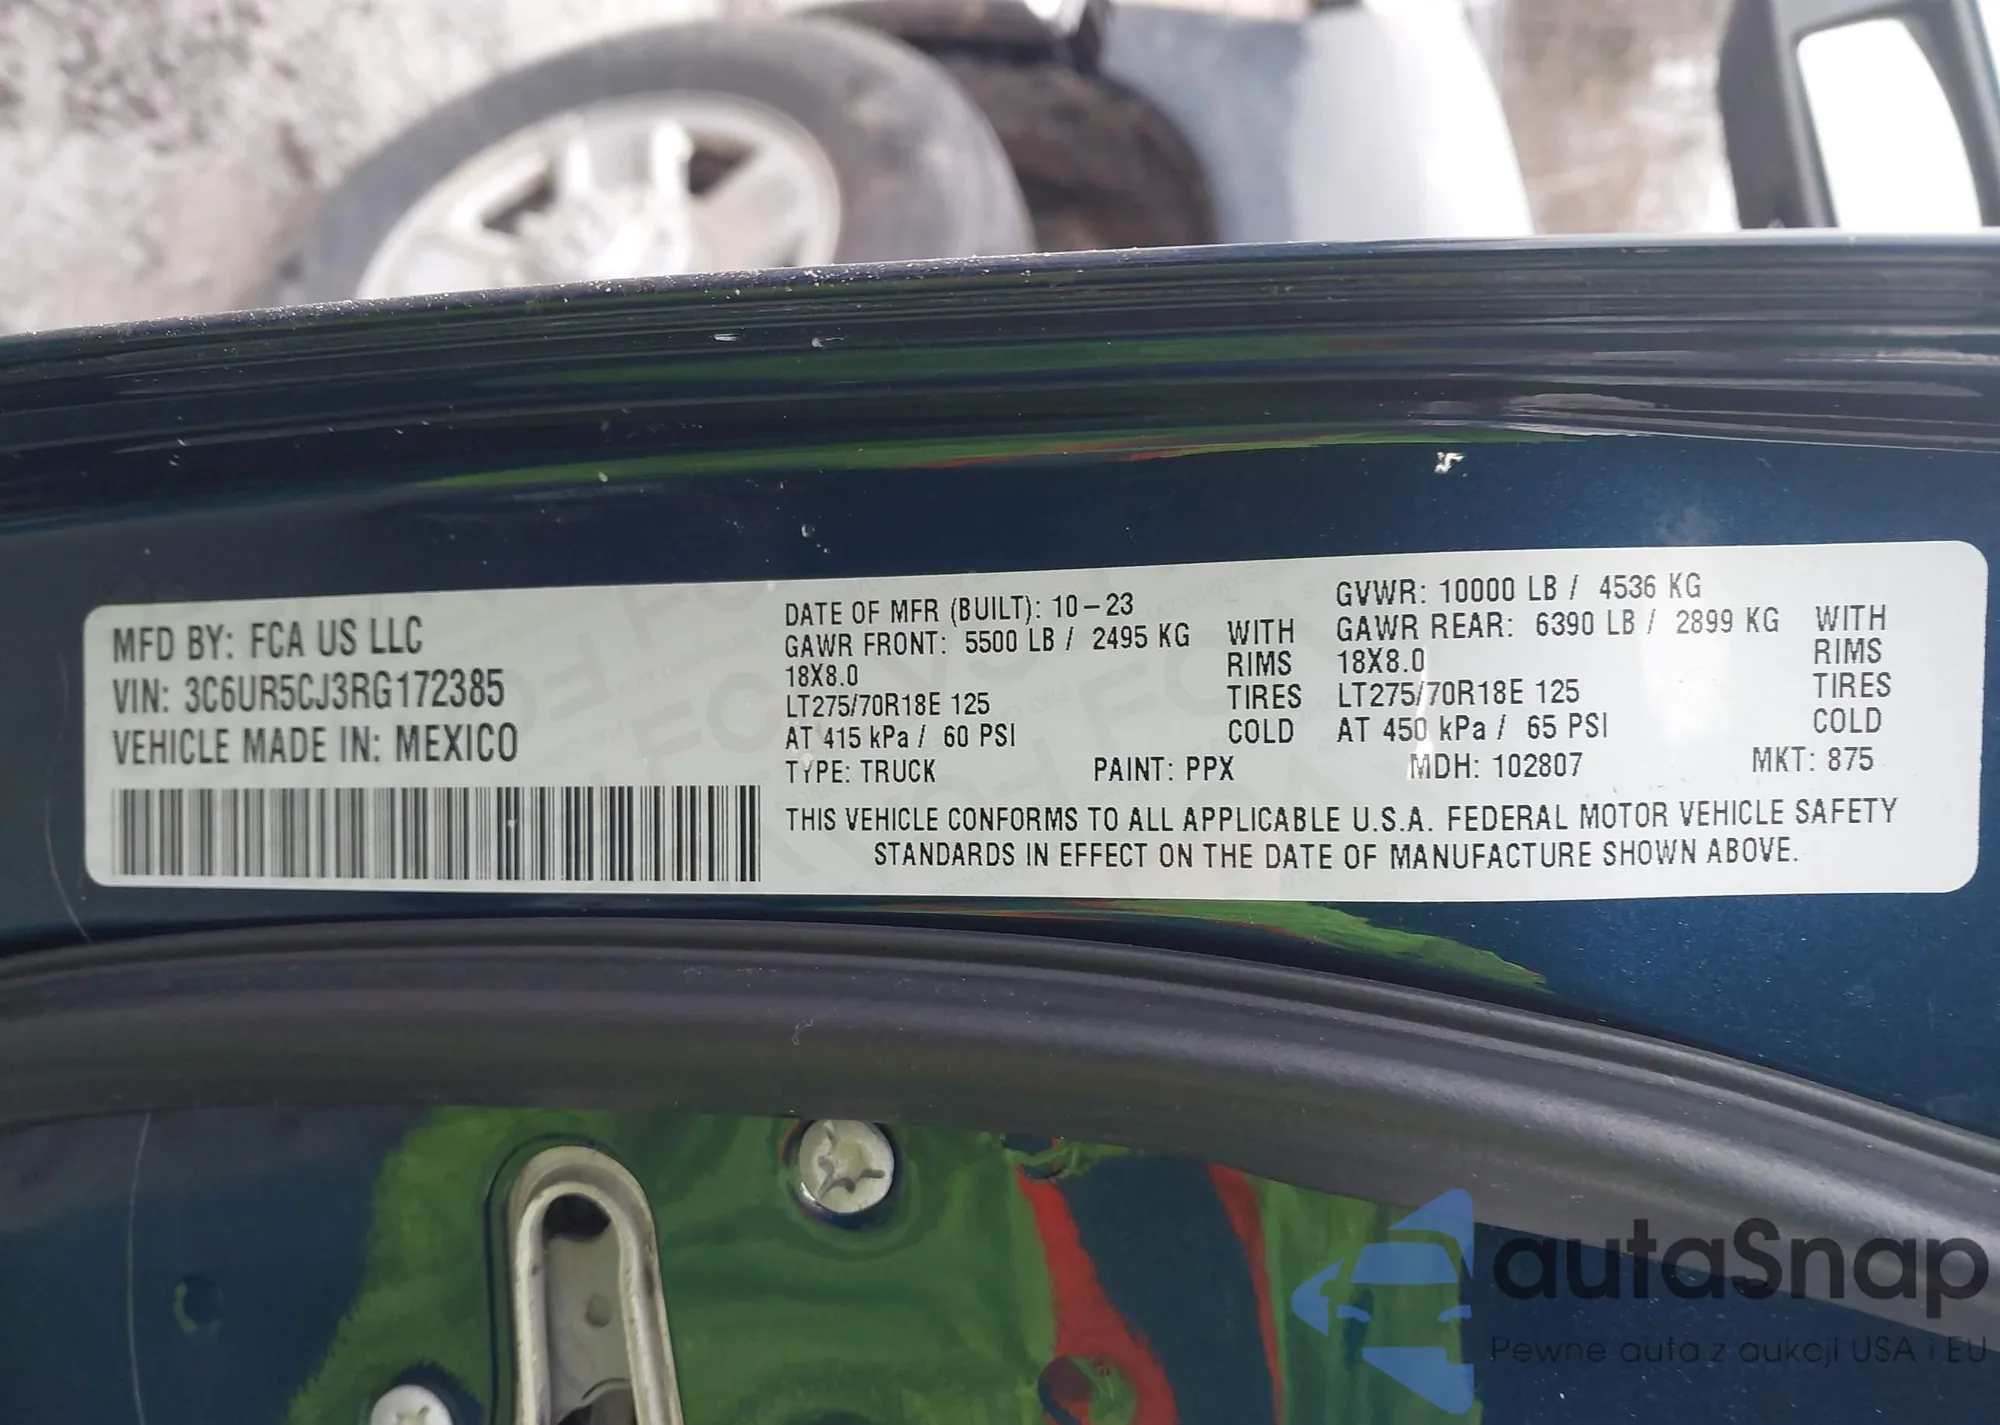 MFD BY: FCA US LLC
VIN: 3C6UR5CJ3RG172385
VEHICLE MADE IN: MEXICO
DATE OF MFR (BUILT): 10-23
GAWR FRONT: 5500 LB / 2495 KG WITH
18X8.0 RIMS
LT275/70R18E 125 TIRES
AT 415 kPa / 60 PSI COLD
GVWR: 10000 LB / 4536 KG
GAWR REAR: 6390 LB / 2899 KG WITH
18X8.0 RIMS
LT275/70R18E 125 TIRES
AT 450 kPa / 65 PSI COLD
TYPE: TRUCK PAINT: PPX MDH: 102807 MKT: 875
THIS VEHICLE CONFORMS TO ALL APPLICABLE U.S.A. FEDERAL MOTOR VEHICLE SAFETY
STANDARDS IN EFFECT ON THE DATE OF MANUFACTURE SHOWN ABOVE.
autaSnap
Pewne auta z aukcji USA i EU